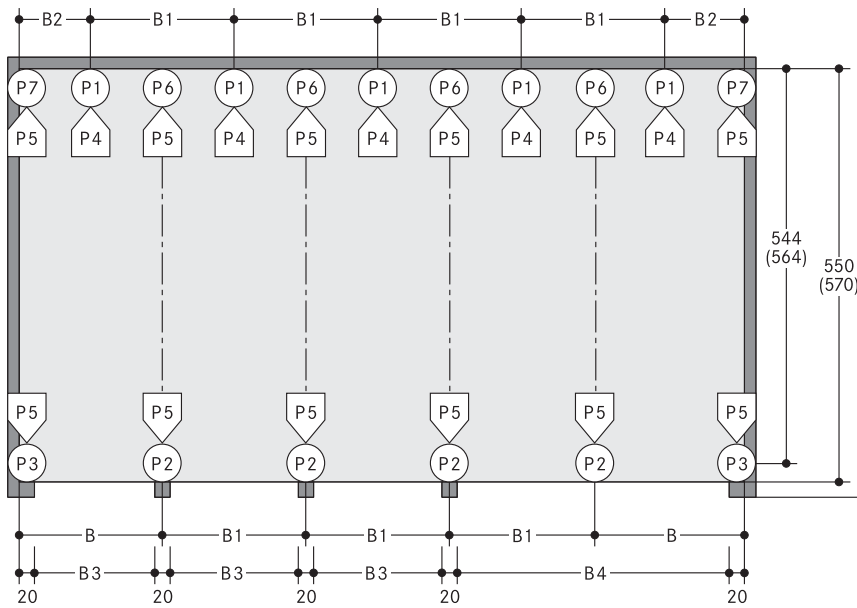 B2 B1 B1 B1 B1 B2
P7 P1 P6 P1 P6 P1 P6 P1 P6 P1 P7
P5 P4 P5 P4 P5 P4 P5 P4 P5 P4 P5
544
(564)
550
(570)
P5 P5 P5 P5 P5 P5
P3 P2 P2 P2 P2 P3
B B1 B1 B1 B
B3 B3 B3 B4
20 20 20 20 20